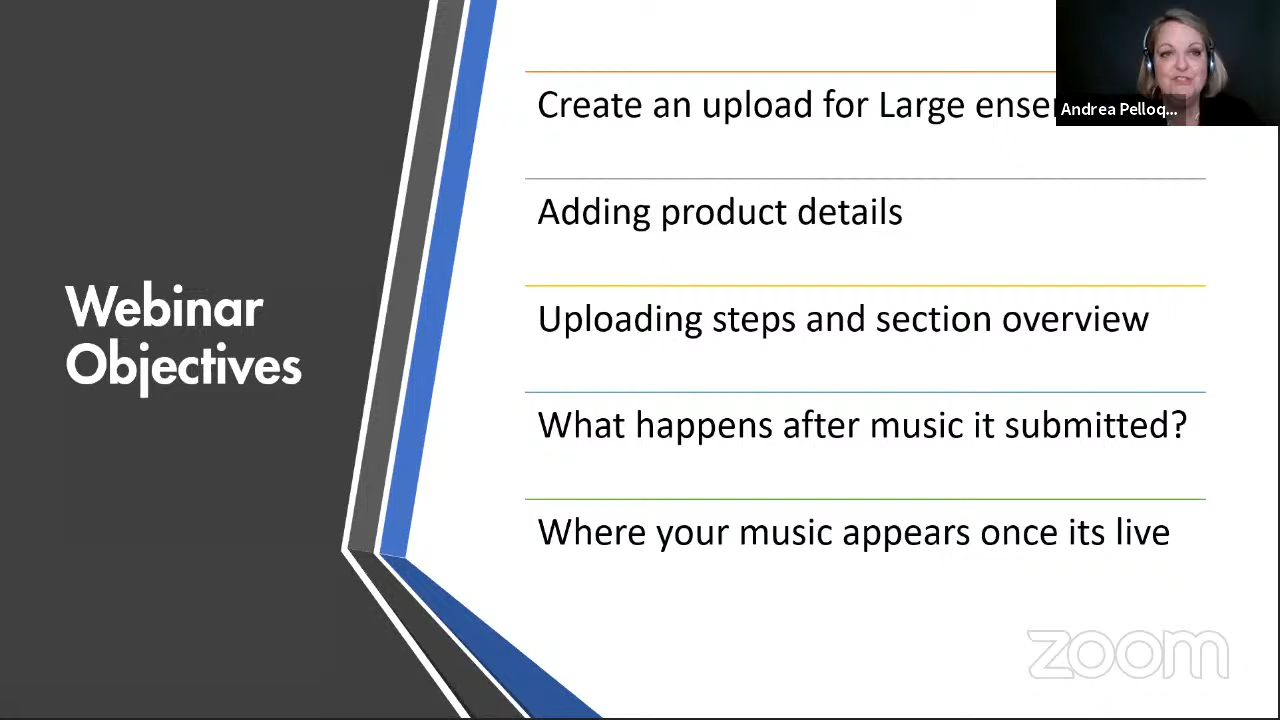 Webinar
Objectives
Create an upload for Large
Andrea Pelloq...
Adding product details
Uploading steps and section overview
What happens after music it submitted?
Where your music appears once its live
zoom